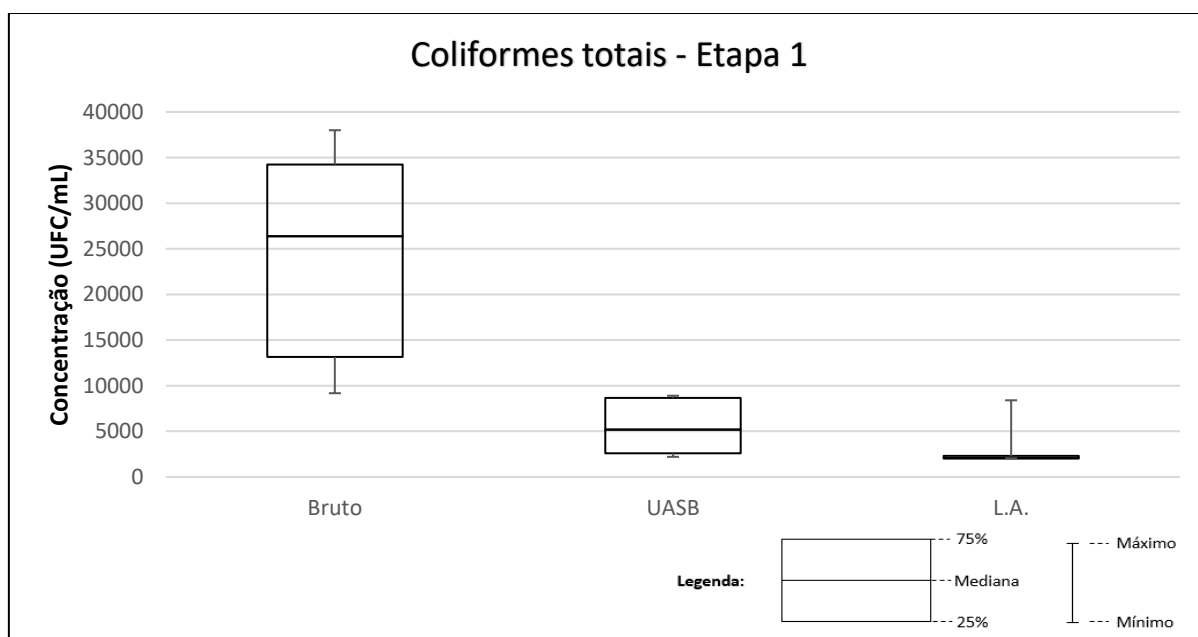 Coliformes totais - Etapa 1
Concentração (UFC/mL)
40000
35000
30000
25000
20000
15000
10000
5000
0
Bruto UASB L.A.
Legenda:
75%
Mediana
25%
Máximo
Mínimo